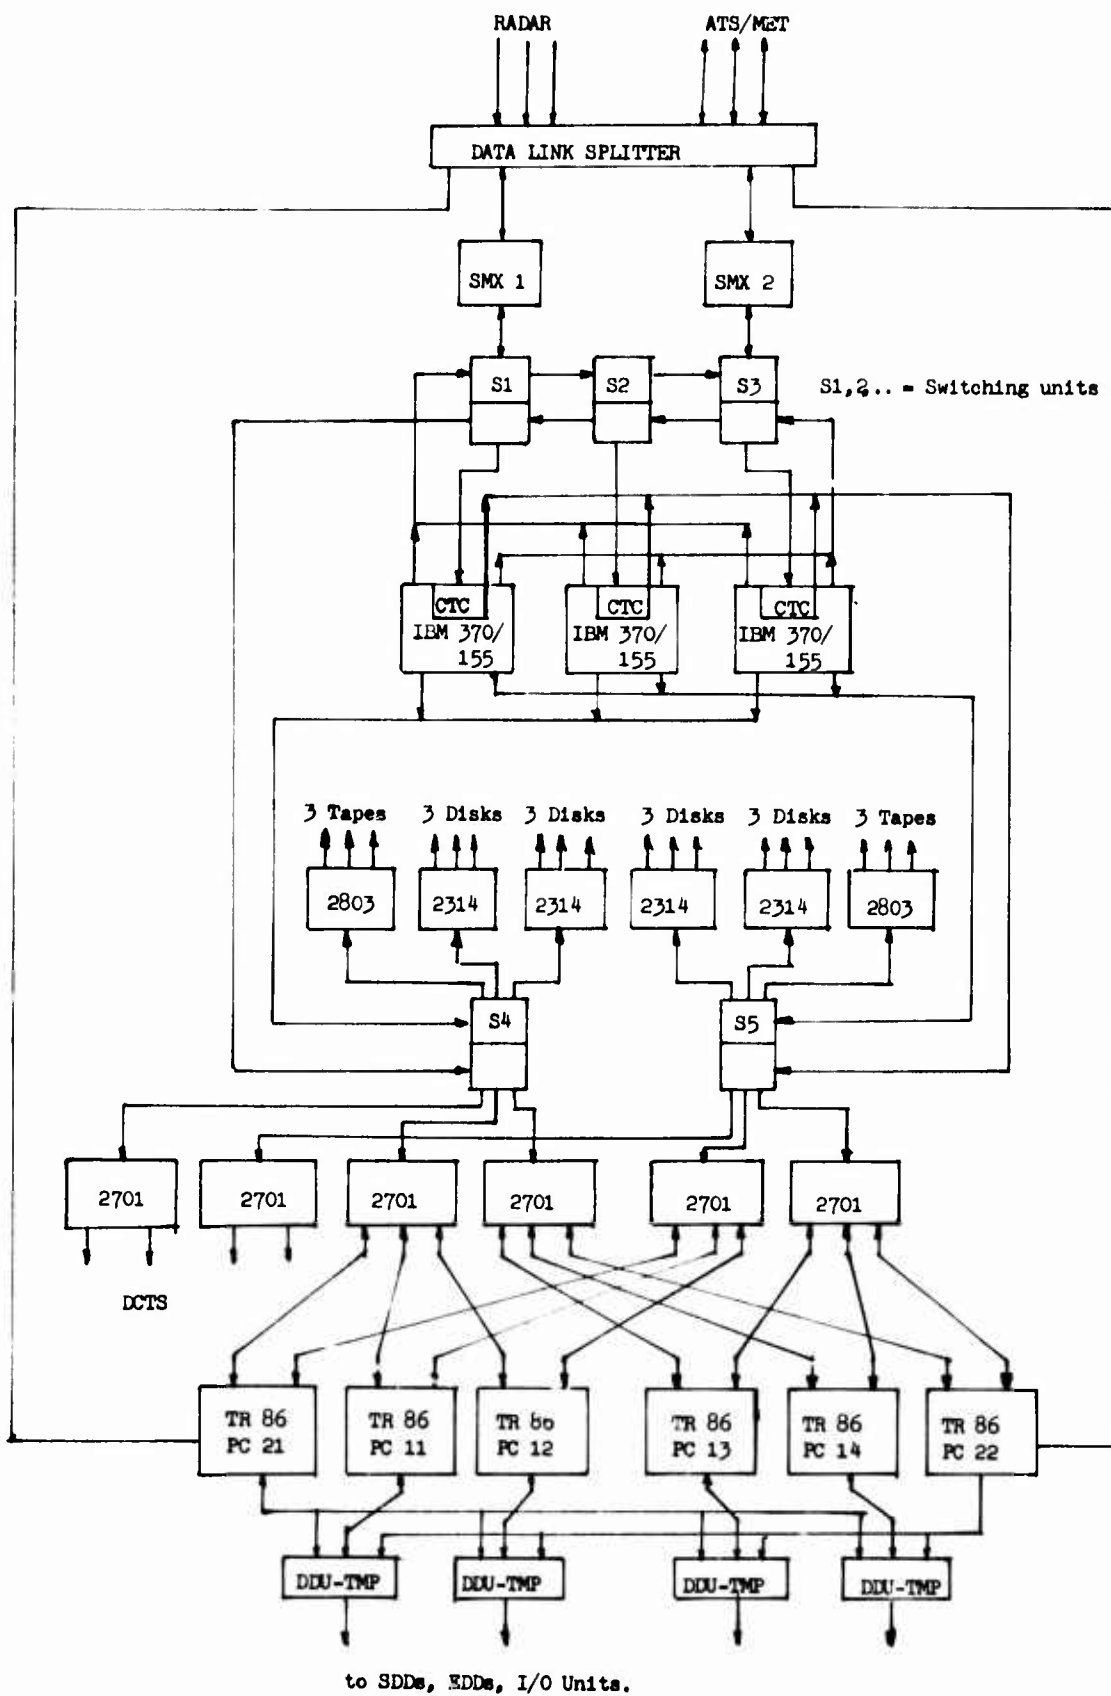 RADAR ATS/MET
DATA LINK SPLITTER
SMX 1 SMX 2
S1 S2 S3
S1,2,.. = Switching units
CTC CTC CTC
IBM 370/ IBM 370/ IBM 370/
155 155 155
3 Tapes 3 Disks 3 Disks 3 Disks 3 Disks 3 Tapes
2803 2314 2314 2314 2314 2803
S4 S5
2701 2701 2701 2701 2701 2701
DCTS
TR 86 TR 86 TR 86 TR 86 TR 86 TR 86
PC 21 PC 11 PC 12 PC 13 PC 14 PC 22
DDU-TMP DDU-TMP DDU-TMP DDU-TMP
to SDDs, EDDs, I/O Units.